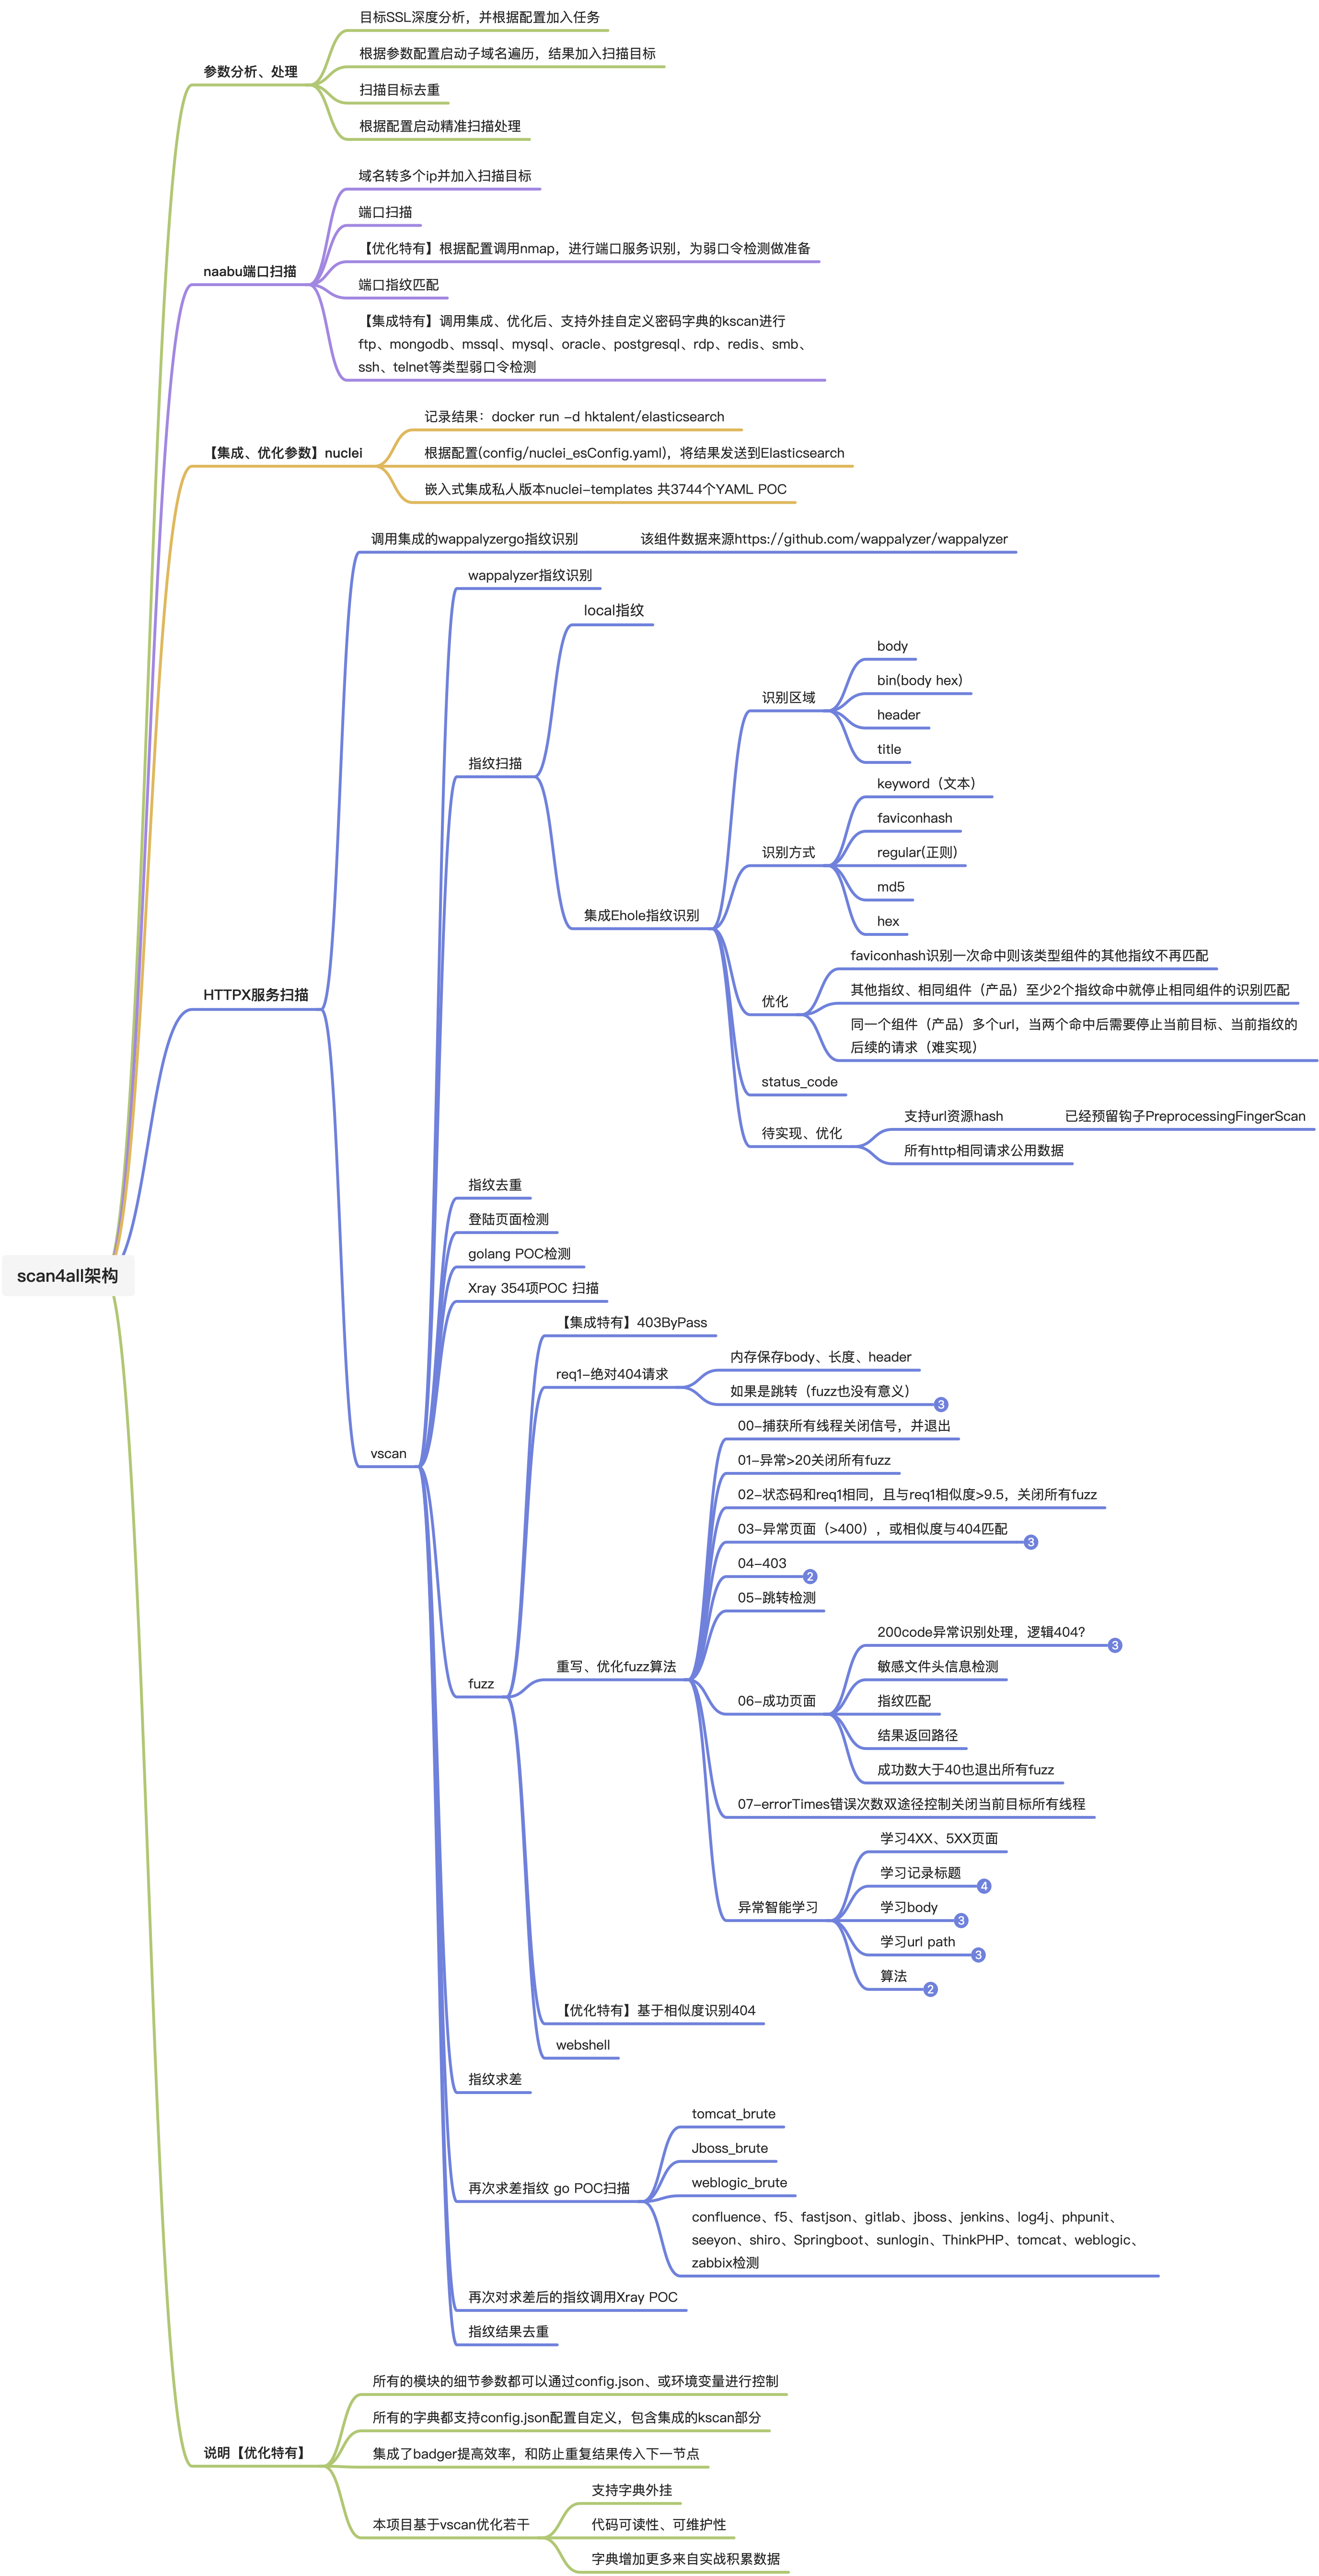 目标SSL深度分析，并根据配置加入任务
根据参数配置启动子域名遍历，结果加入扫描目标
参数分析、处理
扫描目标去重
根据配置启动精准扫描处理
域名转多个ip并加入扫描目标
端口扫描
【优化特有】根据配置调用nmap，进行端口服务识别，为弱口令检测做准备
naabu端口扫描
端口指纹匹配
【集成特有】调用集成、优化后、支持外挂自定义密码字典的kscan进行
ftp、mongodb、mssql、mysql、oracle、postgresql、rdp、redis、smb、
ssh、telnet等类型弱口令检测
记录结果：docker run -d hktalent/elasticsearch
【集成、优化参数】nuclei
根据配置(config/nuclei_esConfig.yaml)，将结果发送到Elasticsearch
嵌入式集成私人版本nuclei-templates 共3744个YAML POC
调用集成的wappalyzergo指纹识别
该组件数据来源https://github.com/wappalyzer/wappalyzer
wappalyzer指纹识别
local指纹
body
bin(body hex)
识别区域
header
title
指纹扫描
keyword（文本）
faviconhash
识别方式
regular(正则)
md5
集成Ehole指纹识别
hex
faviconhash识别一次命中则该类型组件的其他指纹不再匹配
其他指纹、相同组件（产品）至少2个指纹命中就停止相同组件的识别匹配
HTTPX服务扫描
优化
同一个组件（产品）多个url，当两个命中后需要停止当前目标、当前指纹的
后续的请求（难实现）
status_code
支持url资源hash
已经预留钩子PreprocessingFingerScan
待实现、优化
所有http相同请求公用数据
指纹去重
登陆页面检测
golang POC检测
scan4all架构
Xray 354项POC 扫描
【集成特有】403ByPass
内存保存body、长度、header
req1-绝对404请求
如果是跳转（fuzz也没有意义）
3
00-捕获所有线程关闭信号，并退出
vscan
01-异常>20关闭所有fuzz
02-状态码和req1相同，且与req1相似度>9.5，关闭所有fuzz
03-异常页面（>400），或相似度与404匹配
3
04-403
2
05-跳转检测
200code异常识别处理，逻辑404?
3
重写、优化fuzz算法
敏感文件头信息检测
fuzz
06-成功页面
指纹匹配
结果返回路径
成功数大于40也退出所有fuzz
07-errorTimes错误次数双途径控制关闭当前目标所有线程
学习4XX、5XX页面
学习记录标题
4
异常智能学习
学习body
3
学习url path
3
算法
2
【优化特有】基于相似度识别404
webshell
指纹求差
tomcat_brute
Jboss_brute
再次求差指纹 go POC扫描
weblogic_brute
confluence、f5、fastjson、gitlab、jboss、jenkins、log4j、phpunit、
seeyon、shiro、Springboot、sunlogin、ThinkPHP、tomcat、weblogic、
zabbix检测
再次对求差后的指纹调用Xray POC
指纹结果去重
所有的模块的细节参数都可以通过config.json、或环境变量进行控制
所有的字典都支持config.json配置自定义，包含集成的kscan部分
说明【优化特有】
集成了badger提高效率，和防止重复结果传入下一节点
支持字典外挂
本项目基于vscan优化若干
代码可读性、可维护性
字典增加更多来自实战积累数据